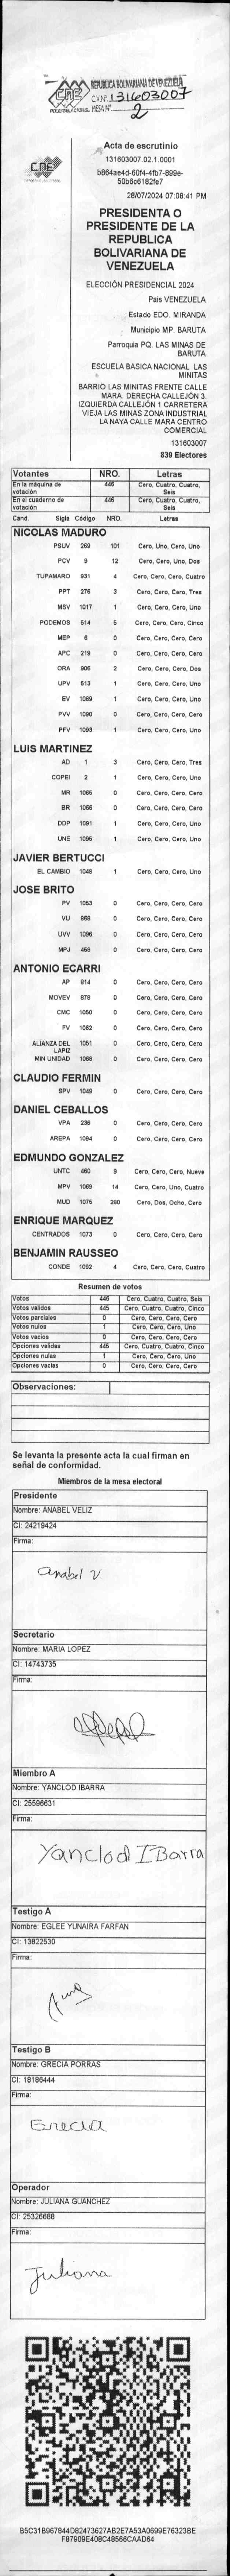 REPUBLICA BOLIVARIANA DE VENEZUELA
CNE
PODER ELECTORAL
C.V. Nº 131603007
MESA Nº 2
CNE
Acta de escrutinio
131603007.02.1.0001
b864ae4d-60f4-4fb7-899e-
50b6c6182fe7
28/07/2024 07:08:41 PM
PRESIDENTA O
PRESIDENTE DE LA
REPUBLICA
BOLIVARIANA DE
VENEZUELA
ELECCIÓN PRESIDENCIAL 2024
Pais VENEZUELA
Estado EDO. MIRANDA
Municipio MP. BARUTA
Parroquia PQ. LAS MINAS DE
BARUTA
ESCUELA BASICA NACIONAL LAS
MINITAS
BARRIO LAS MINITAS FRENTE CALLE
MARA. DERECHA CALLEJÓN 3.
IZQUIERDA CALLEJÓN 1 CARRETERA
VIEJA LAS MINAS ZONA INDUSTRIAL
LA NAYA CALLE MARA CENTRO
COMERCIAL
131603007
839 Electores
Votantes NRO. Letras
En la máquina de votación 446 Cero, Cuatro, Cuatro, Seis
En el cuaderno de votación 446 Cero, Cuatro, Cuatro, Seis
Cand. Sigla Código NRO. Letras
NICOLAS MADURO
PSUV 269 101 Cero, Uno, Cero, Uno
PCV 9 12 Cero, Cero, Uno, Dos
TUPAMARO 931 4 Cero, Cero, Cero, Cuatro
PPT 276 3 Cero, Cero, Cero, Tres
MSV 1017 1 Cero, Cero, Cero, Uno
PODEMOS 514 5 Cero, Cero, Cero, Cinco
MEP 6 0 Cero, Cero, Cero, Cero
APC 219 0 Cero, Cero, Cero, Cero
ORA 906 2 Cero, Cero, Cero, Dos
UPV 513 1 Cero, Cero, Cero, Uno
EV 1089 1 Cero, Cero, Cero, Uno
PVV 1090 0 Cero, Cero, Cero, Cero
PFV 1093 1 Cero, Cero, Cero, Uno
LUIS MARTINEZ
AD 1 3 Cero, Cero, Cero, Tres
COPEI 2 1 Cero, Cero, Cero, Uno
MR 1065 0 Cero, Cero, Cero, Cero
BR 1066 0 Cero, Cero, Cero, Cero
DDP 1091 1 Cero, Cero, Cero, Uno
UNE 1095 1 Cero, Cero, Cero, Uno
JAVIER BERTUCCI
EL CAMBIO 1048 1 Cero, Cero, Cero, Uno
JOSE BRITO
PV 1053 0 Cero, Cero, Cero, Cero
VU 868 0 Cero, Cero, Cero, Cero
UVV 1096 0 Cero, Cero, Cero, Cero
MPJ 458 0 Cero, Cero, Cero, Cero
ANTONIO ECARRI
AP 914 0 Cero, Cero, Cero, Cero
MOVEV 878 0 Cero, Cero, Cero, Cero
CMC 1050 0 Cero, Cero, Cero, Cero
FV 1062 0 Cero, Cero, Cero, Cero
ALIANZA DEL LAPIZ 1051 0 Cero, Cero, Cero, Cero
MIN UNIDAD 1068 0 Cero, Cero, Cero, Cero
CLAUDIO FERMIN
SPV 1049 0 Cero, Cero, Cero, Cero
DANIEL CEBALLOS
VPA 236 0 Cero, Cero, Cero, Cero
AREPA 1094 0 Cero, Cero, Cero, Cero
EDMUNDO GONZALEZ
UNTC 460 9 Cero, Cero, Cero, Nueve
MPV 1069 14 Cero, Cero, Uno, Cuatro
MUD 1075 280 Cero, Dos, Ocho, Cero
ENRIQUE MARQUEZ
CENTRADOS 1073 0 Cero, Cero, Cero, Cero
BENJAMIN RAUSSEO
CONDE 1092 4 Cero, Cero, Cero, Cuatro
Resumen de votos
Votos 446 Cero, Cuatro, Cuatro, Seis
Votos validos 445 Cero, Cuatro, Cuatro, Cinco
Votos parciales 0 Cero, Cero, Cero, Cero
Votos nulos 1 Cero, Cero, Cero, Uno
Votos vacios 0 Cero, Cero, Cero, Cero
Opciones validas 445 Cero, Cuatro, Cuatro, Cinco
Opciones nulas 1 Cero, Cero, Cero, Uno
Opciones vacias 0 Cero, Cero, Cero, Cero
Observaciones:
Se levanta la presente acta la cual firman en
señal de conformidad.
Miembros de la mesa electoral
Presidente
Nombre: ANABEL VELIZ
CI: 24219424
Firma:
Anabel V
Secretario
Nombre: MARIA LOPEZ
CI: 14743735
Firma:
Miembro A
Nombre: YANCLOD IBARRA
CI: 25596631
Firma:
Yanclod IBarra
Testigo A
Nombre: EGLEE YUNAIRA FARFAN
CI: 13822530
Firma:
Testigo B
Nombre: GRECIA PORRAS
CI: 18186444
Firma:
Grecia
Operador
Nombre: JULIANA GUANCHEZ
CI: 25326688
Firma:
Juliana
B5C31B967844D82473627AB2E7A53A0699E76323BE
F87909E408C48566CAAD64